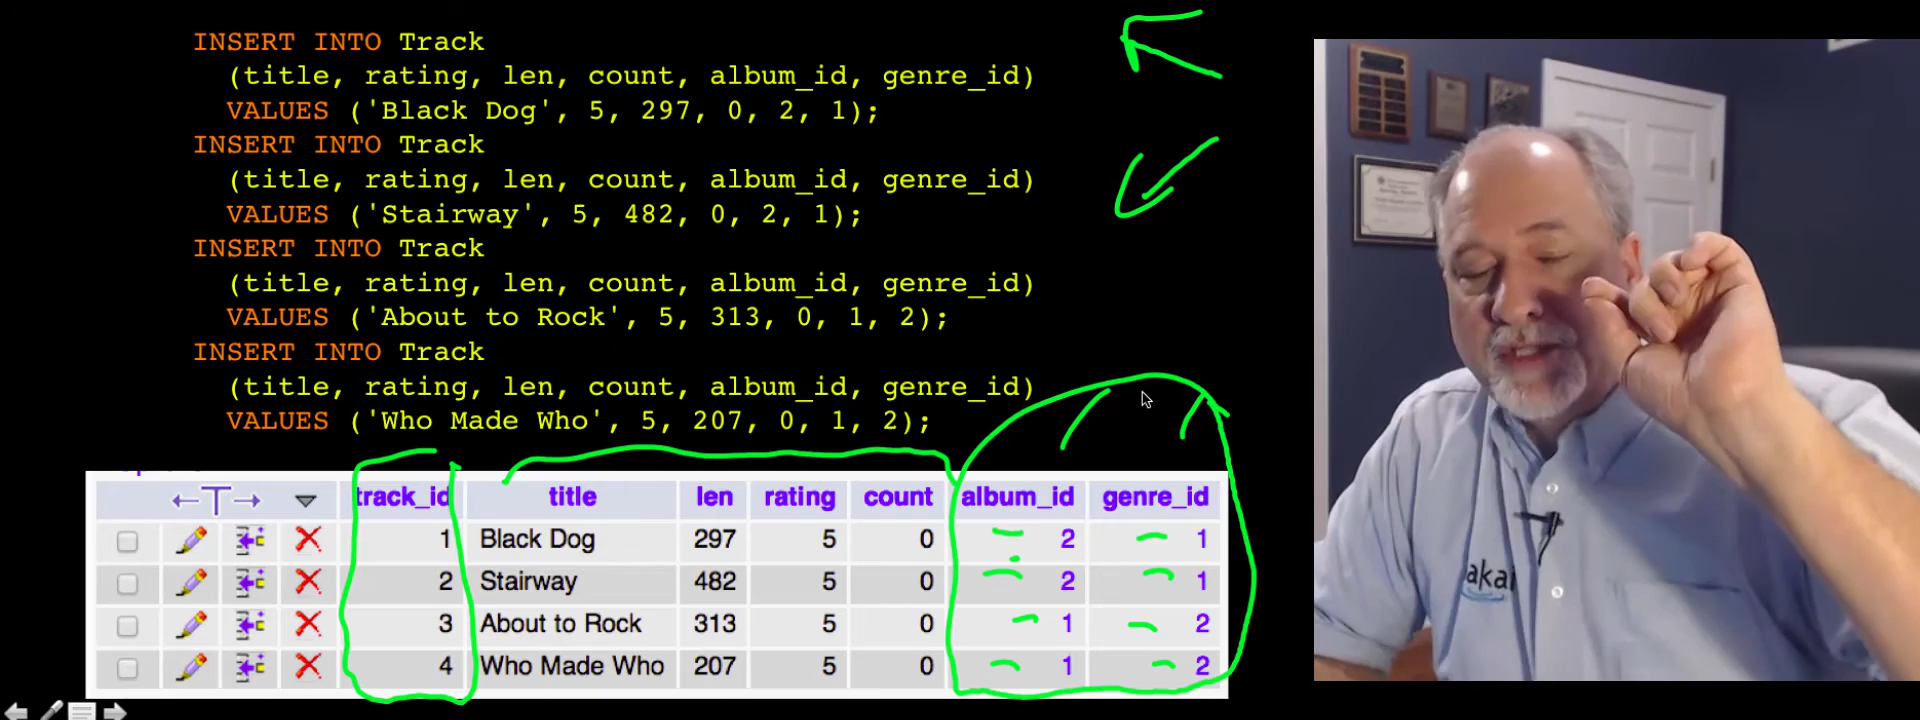 INSERT INTO Track
(title, rating, len, count, album_id, genre_id)
VALUES ('Black Dog', 5, 297, 0, 2, 1);
INSERT INTO Track
(title, rating, len, count, album_id, genre_id)
VALUES ('Stairway', 5, 482, 0, 2, 1);
INSERT INTO Track
(title, rating, len, count, album_id, genre_id)
VALUES ('About to Rock', 5, 313, 0, 1, 2);
INSERT INTO Track
(title, rating, len, count, album_id, genre_id)
VALUES ('Who Made Who', 5, 207, 0, 1, 2);
←T→ track_id title len rating count album_id genre_id
1 Black Dog 297 5 0 2 1
2 Stairway 482 5 0 2 1
3 About to Rock 313 5 0 1 2
4 Who Made Who 207 5 0 1 2
akai